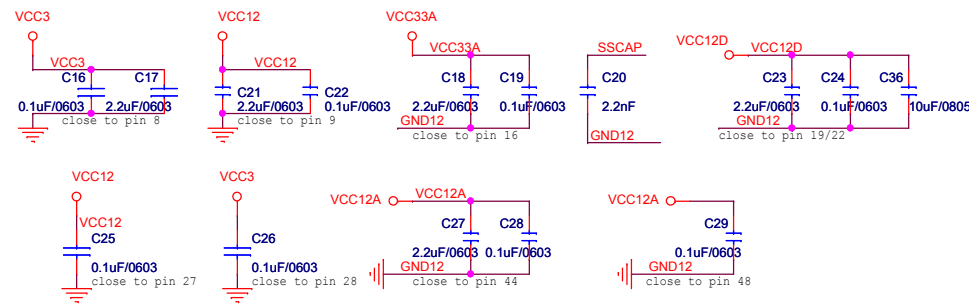 VCC3
VCC3
C16
C17
0.1uF/0603
2.2uF/0603
close to pin 8
VCC12
VCC12
C21
C22
2.2uF/0603
0.1uF/0603
close to pin 9
VCC33A
VCC33A
C18
C19
2.2uF/0603
0.1uF/0603
GND12
close to pin 16
SSCAP
C20
2.2nF
GND12
VCC12D
VCC12D
C23
C24
C36
2.2uF/0603
0.1uF/0603
10uF/0805
GND12
close to pin 19/22
VCC12
VCC12
C25
0.1uF/0603
close to pin 27
VCC3
C26
0.1uF/0603
close to pin 28
VCC12A
VCC12A
C27
C28
2.2uF/0603
0.1uF/0603
GND12
close to pin 44
VCC12A
C29
0.1uF/0603
GND12
close to pin 48